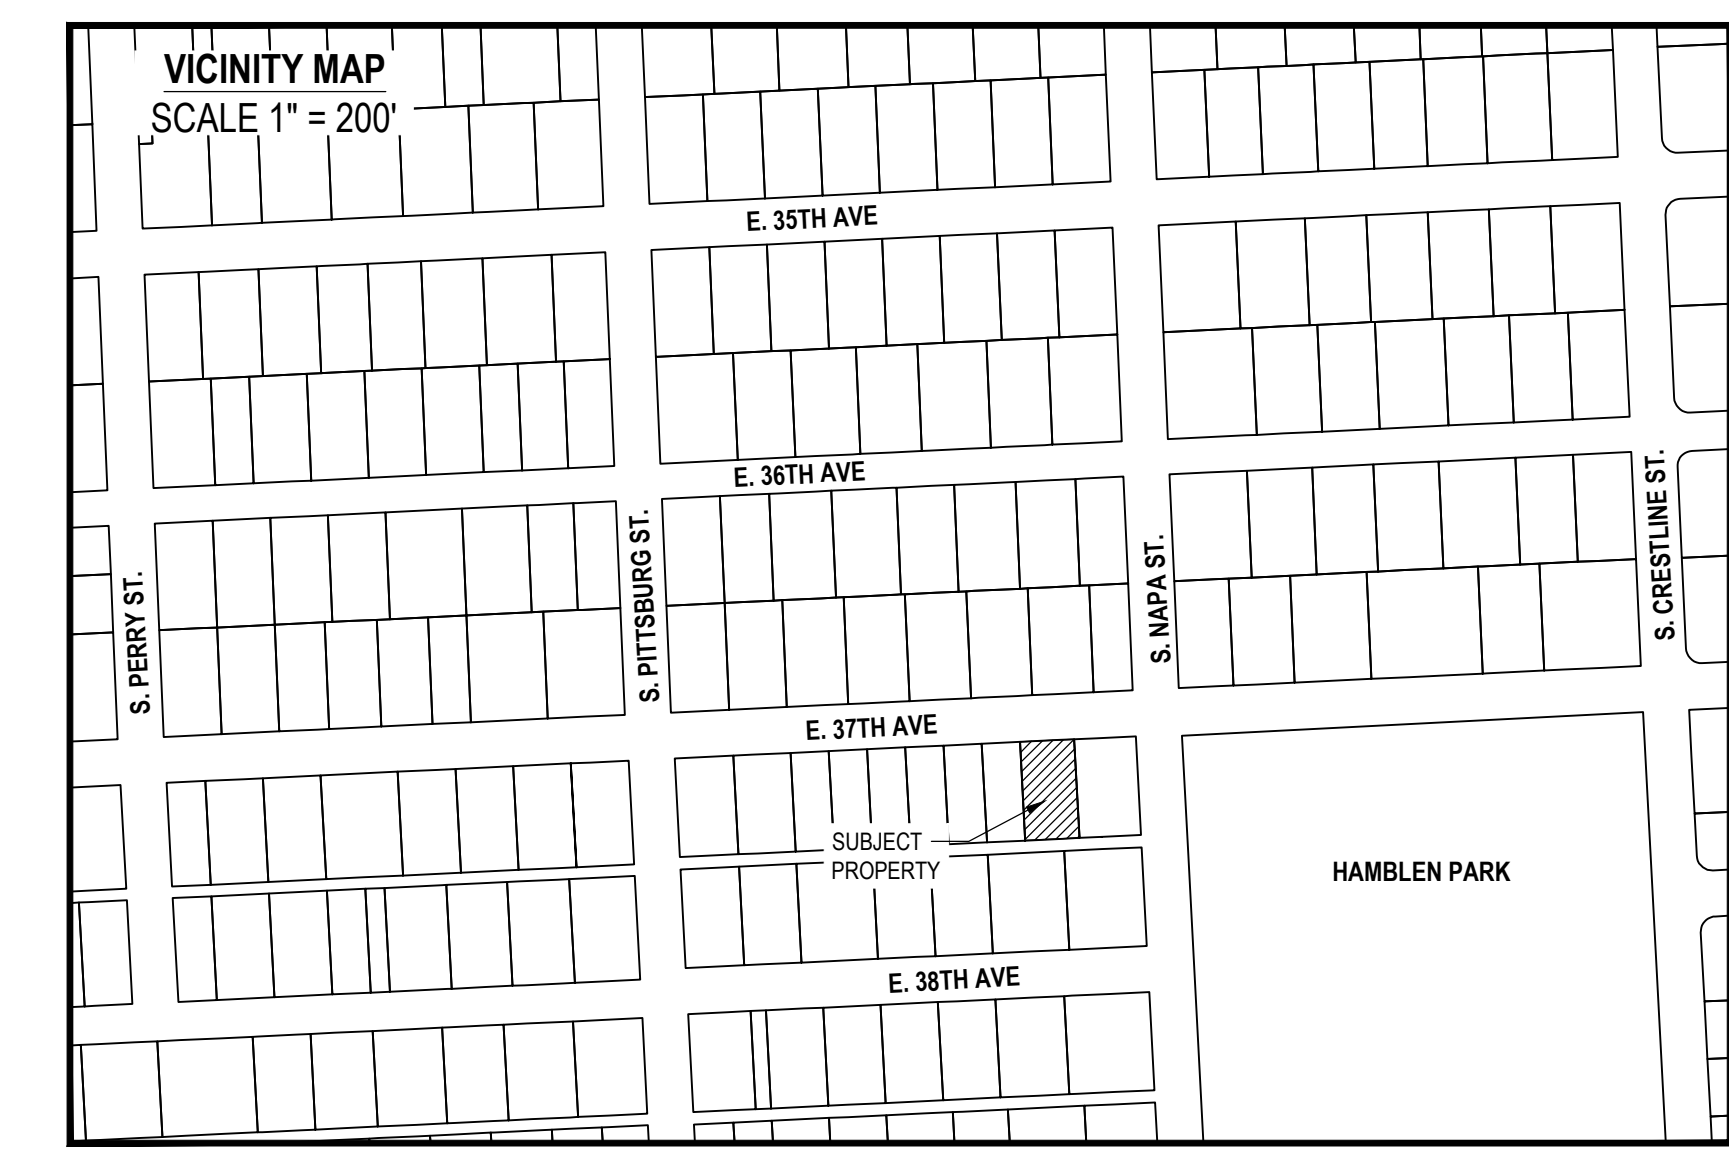 VICINITY MAP
SCALE 1" = 200'
E. 35TH AVE
E. 36TH AVE
S. PERRY ST.
S. PITTSBURG ST.
S. NAPA ST.
S. CRESTLINE ST.
E. 37TH AVE
SUBJECT
PROPERTY
HAMBLEN PARK
E. 38TH AVE